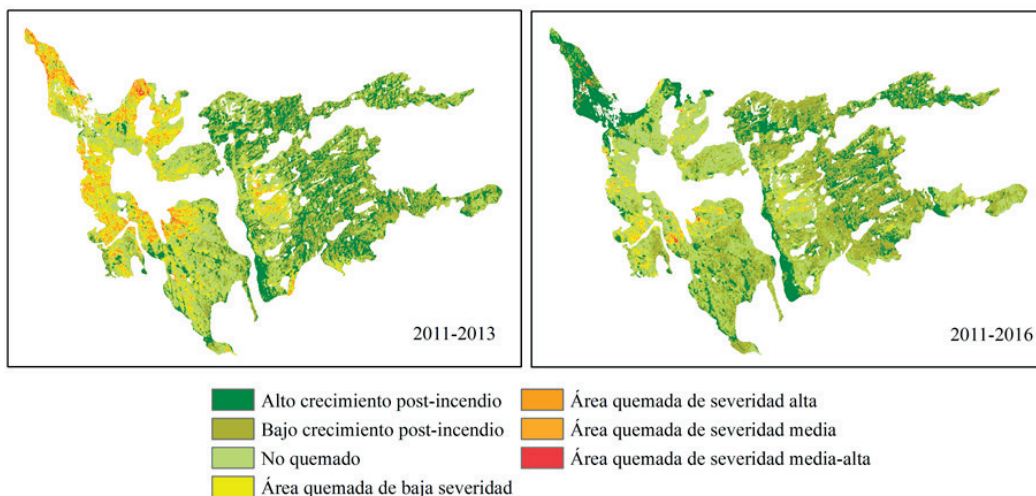 2011-2013
2011-2016
Alto crecimiento post-incendio
Bajo crecimiento post-incendio
No quemado
Área quemada de baja severidad
Área quemada de severidad alta
Área quemada de severidad media
Área quemada de severidad media-alta